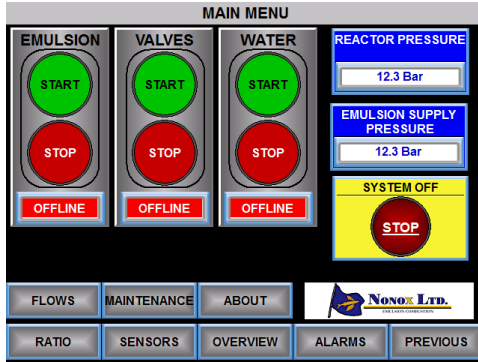 MAIN MENU
EMULSION VALVES WATER REACTOR PRESSURE
START START START 12.3 Bar
EMULSION SUPPLY
PRESSURE
STOP STOP STOP 12.3 Bar
SYSTEM OFF
OFFLINE OFFLINE OFFLINE
STOP
FLOWS MAINTENANCE ABOUT NONOX LTD.
EMULSION COMBUSTION
RATIO SENSORS OVERVIEW ALARMS PREVIOUS